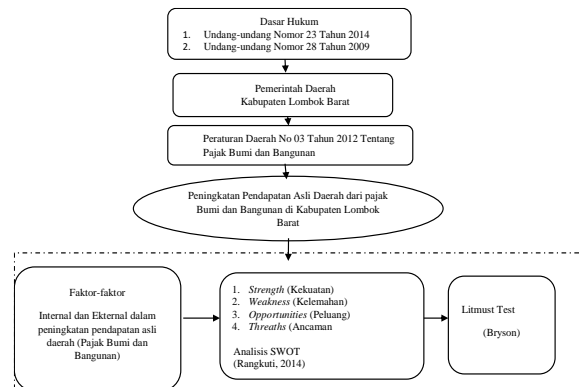 Dasar Hukum
1. Undang-undang Nomor 23 Tahun 2014
2. Undang-undang Nomor 28 Tahun 2009
Pemerintah Daerah
Kabupaten Lombok Barat
Peraturan Daerah No 03 Tahun 2012 Tentang
Pajak Bumi dan Bangunan
Peningkatan Pendapatan Asli Daerah dari pajak
Bumi dan Bangunan di Kabupaten Lombok
Barat
Faktor-faktor
Internal dan Ekternal dalam
peningkatan pendapatan asli
daerah (Pajak Bumi dan
Bangunan)
1. Strength (Kekuatan)
2. Weakness (Kelemahan)
3. Opportunities (Peluang)
4. Threaths (Ancaman
Analisis SWOT
(Rangkuti, 2014)
Litmust Test
(Bryson)